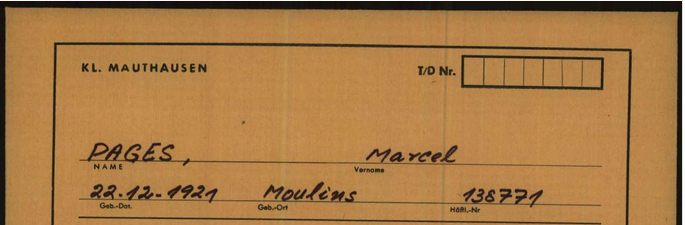 KL. MAUTHAUSEN T/D Nr.
PAGES, Marcel
NAME Vorname
22.12.1921 Moulins 138771
Geb.-Dat. Geb.-Ort Häftl.-Nr